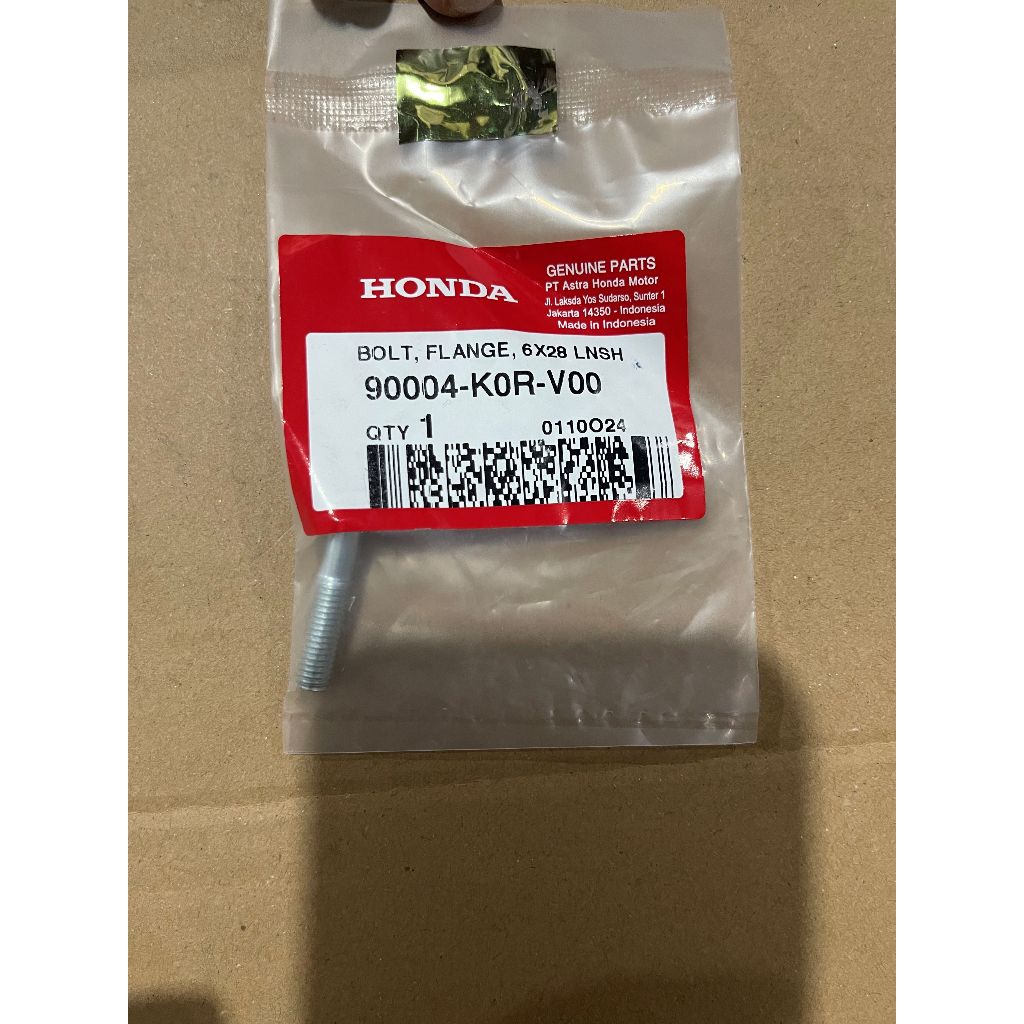 HONDA
GENUINE PARTS
PT Astra Honda Motor
Jl. Laksda Yos Sudarso, Sunter 1
Jakarta 14350 - Indonesia
Made in Indonesia
BOLT, FLANGE, 6X28 LNSH
90004-K0R-V00
QTY 1
0110O24